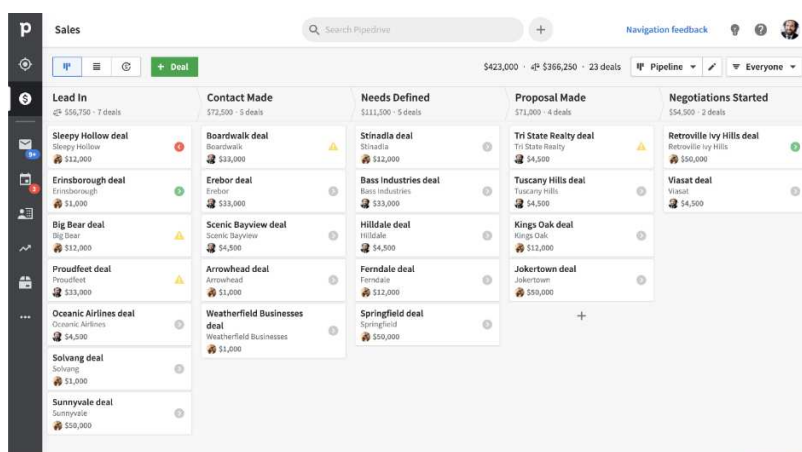 p
Sales
Search Pipedrive
+
Navigation feedback
?
+ Deal
$423,000 · $366,250 · 23 deals
Pipeline
Everyone
Lead In
$56,750 · 7 deals
Sleepy Hollow deal
Sleepy Hollow
$12,000
Erinsborough deal
Erinsborough
$1,000
Big Bear deal
Big Bear
$12,000
Proudfeet deal
Proudfeet
$33,000
Oceanic Airlines deal
Oceanic Airlines
$4,500
Solvang deal
Solvang
$1,000
Sunnyvale deal
Sunnyvale
$50,000
Contact Made
$72,500 · 5 deals
Boardwalk deal
Boardwalk
$33,000
Erebor deal
Erebor
$33,000
Scenic Bayview deal
Scenic Bayview
$4,500
Arrowhead deal
Arrowhead
$1,000
Weatherfield Businesses
deal
Weatherfield Businesses
$1,000
Needs Defined
$111,500 · 5 deals
Stinadla deal
Stinadla
$12,000
Bass Industries deal
Bass Industries
$33,000
Hilldale deal
Hilldale
$4,500
Ferndale deal
Ferndale
$12,000
Springfield deal
Springfield
$50,000
Proposal Made
$71,000 · 4 deals
Tri State Realty deal
Tri State Realty
$4,500
Tuscany Hills deal
Tuscany Hills
$4,500
Kings Oak deal
Kings Oak
$12,000
Jokertown deal
Jokertown
$50,000
+
Negotiations Started
$54,500 · 2 deals
Retroville Ivy Hills deal
Retroville Ivy Hills
$50,000
Viasat deal
Viasat
$4,500
9+